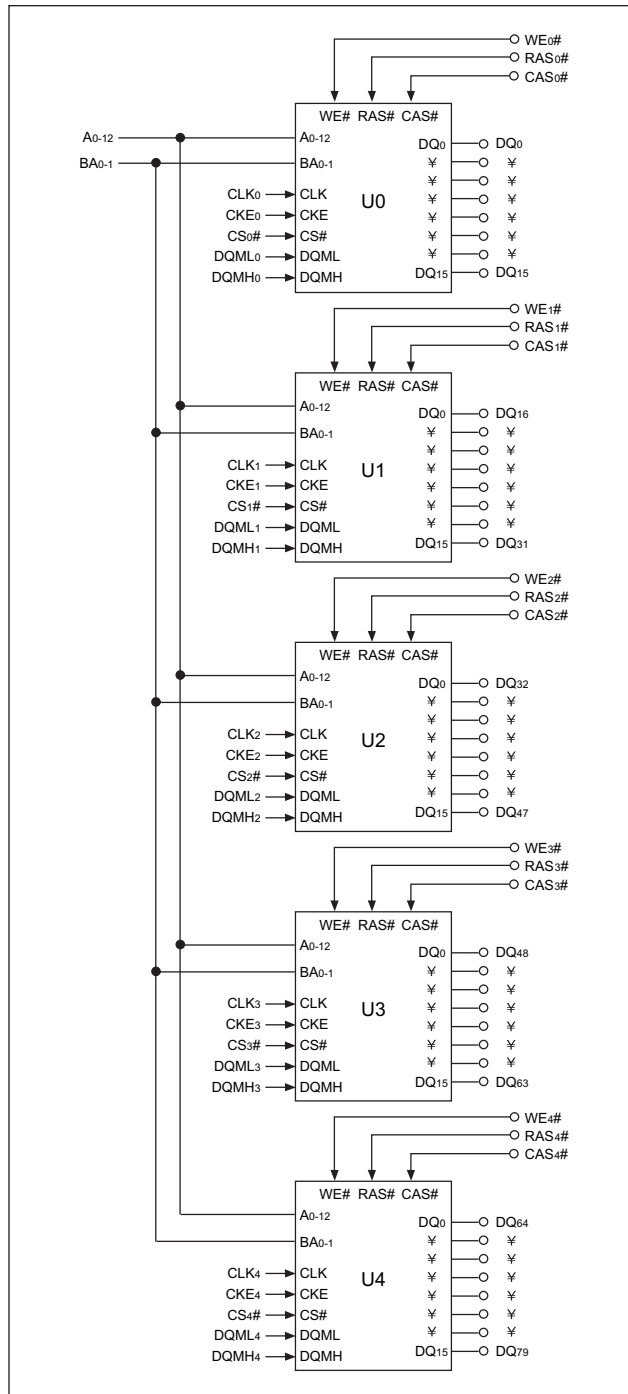 WE0#
RAS0#
CAS0#
WE# RAS# CAS#
A0-12 A0-12 DQ0 DQ0
BA0-1 BA0-1 ¥ ¥
¥ ¥
CLK0 CLK ¥ ¥
CKE0 CKE U0 ¥ ¥
CS0# CS# ¥ ¥
DQML0 DQML ¥ ¥
DQMH0 DQMH DQ15 DQ15
WE1#
RAS1#
CAS1#
WE# RAS# CAS#
A0-12 DQ0 DQ16
BA0-1 ¥ ¥
¥ ¥
CLK1 CLK ¥ ¥
CKE1 CKE U1 ¥ ¥
CS1# CS# ¥ ¥
DQML1 DQML ¥ ¥
DQMH1 DQMH DQ15 DQ31
WE2#
RAS2#
CAS2#
WE# RAS# CAS#
A0-12 DQ0 DQ32
BA0-1 ¥ ¥
¥ ¥
CLK2 CLK ¥ ¥
CKE2 CKE U2 ¥ ¥
CS2# CS# ¥ ¥
DQML2 DQML ¥ ¥
DQMH2 DQMH DQ15 DQ47
WE3#
RAS3#
CAS3#
WE# RAS# CAS#
A0-12 DQ0 DQ48
BA0-1 ¥ ¥
¥ ¥
CLK3 CLK ¥ ¥
CKE3 CKE U3 ¥ ¥
CS3# CS# ¥ ¥
DQML3 DQML ¥ ¥
DQMH3 DQMH DQ15 DQ63
WE4#
RAS4#
CAS4#
WE# RAS# CAS#
A0-12 DQ0 DQ64
BA0-1 ¥ ¥
¥ ¥
CLK4 CLK ¥ ¥
CKE4 CKE U4 ¥ ¥
CS4# CS# ¥ ¥
DQML4 DQML ¥ ¥
DQMH4 DQMH DQ15 DQ79